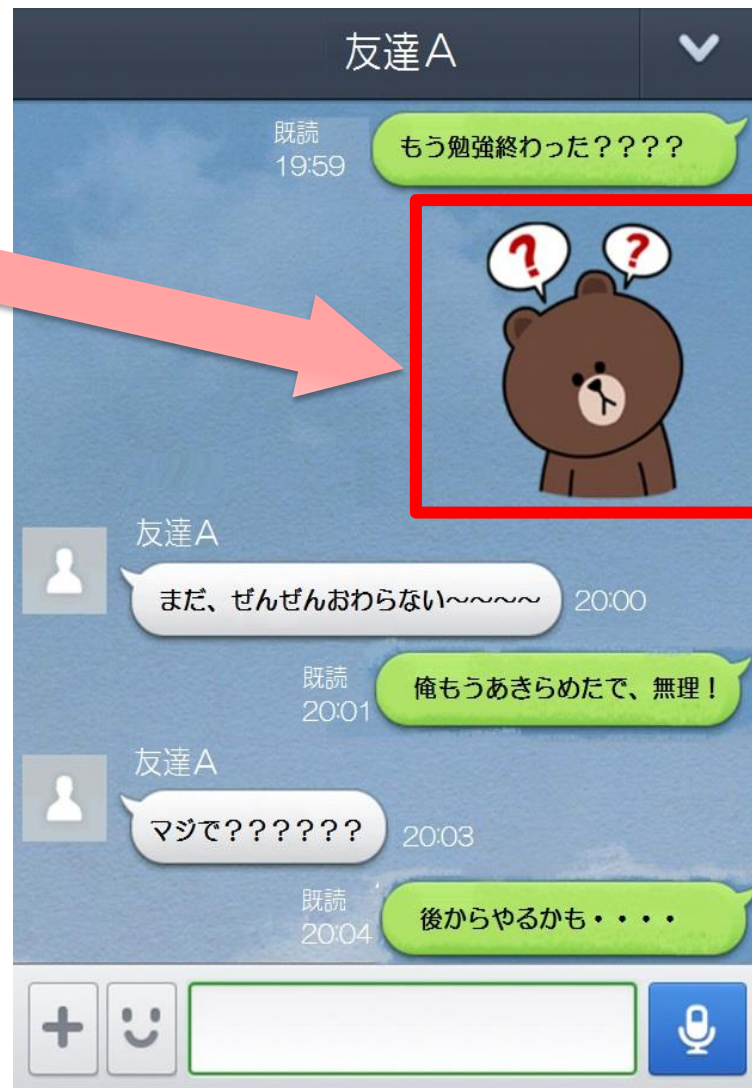 友達A
既読
19:59
もう勉強終わった????
? ?
友達A
まだ、ぜんぜんおわらない~~~~
20:00
既読
20:01
俺もうあきらめたで、無理!
友達A
マジで??????
20:03
既読
20:04
後からやるかも・・・・